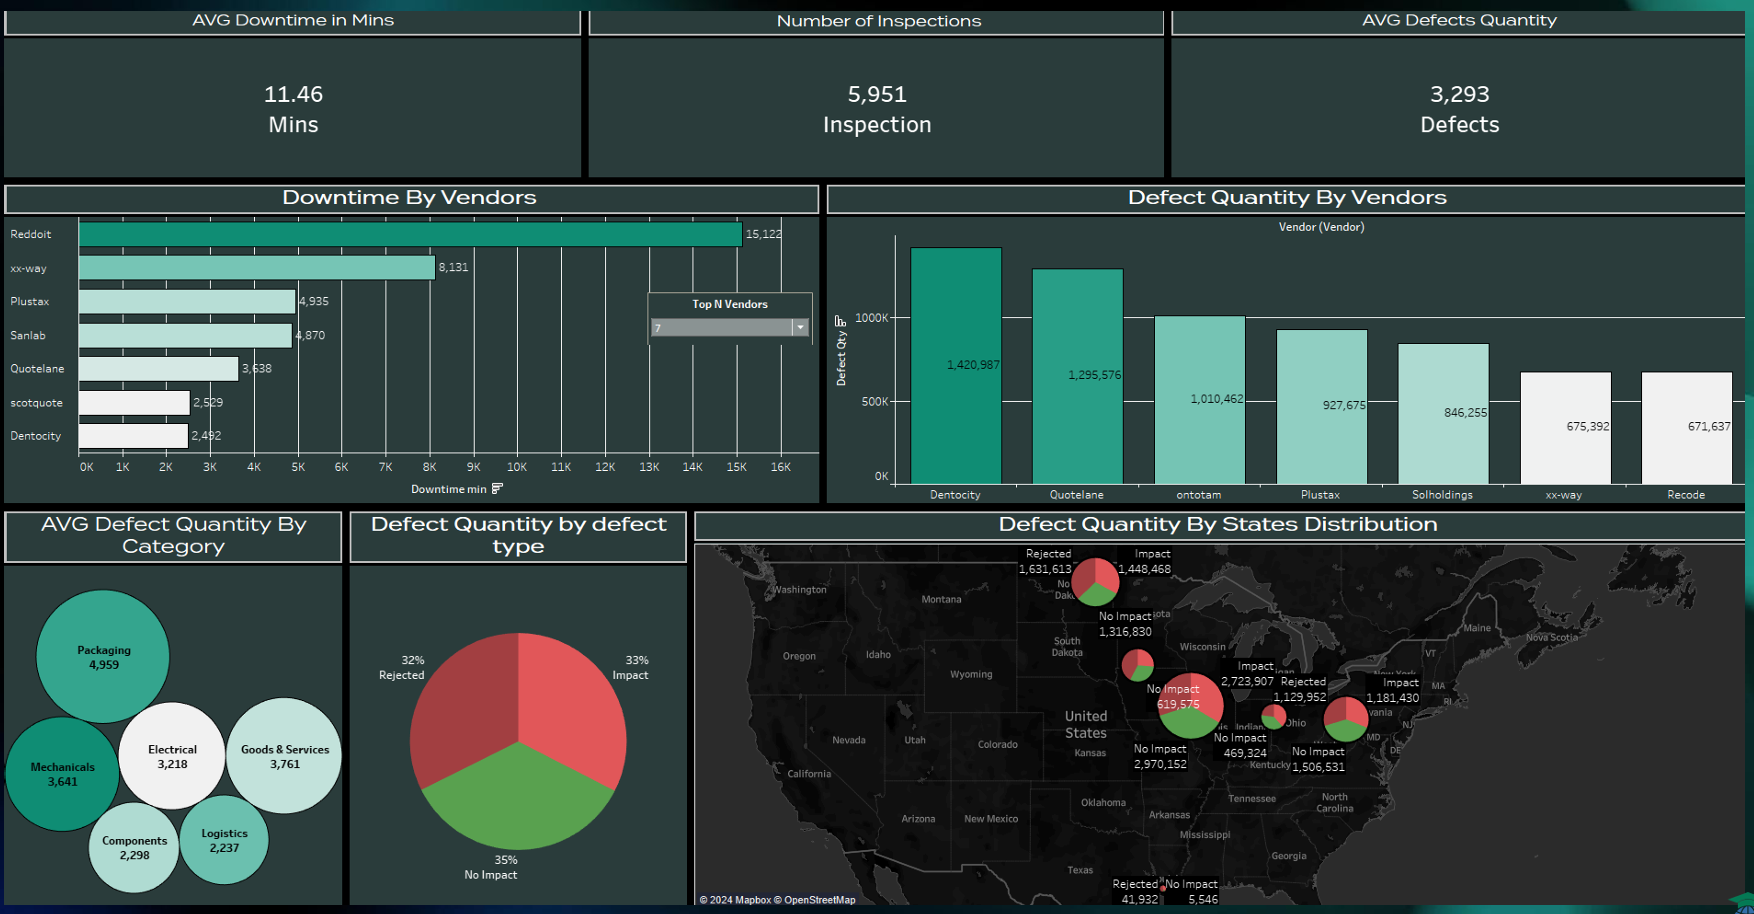 AVG Downtime in Mins
Number of Inspections
AVG Defects Quantity
11.46
Mins
5,951
Inspection
3,293
Defects
Downtime By Vendors
Reddoit
15,122
xx-way
8,131
Plustax
4,935
Sanlab
4,870
Quotelane
3,638
scotquote
2,529
Dentocity
2,492
Top N Vendors
7
0K 1K 2K 3K 4K 5K 6K 7K 8K 9K 10K 11K 12K 13K 14K 15K 16K
Downtime min
Defect Quantity By Vendors
Vendor (Vendor)
Defect Qty
1000K
500K
0K
1,420,987
1,295,576
1,010,462
927,675
846,255
675,392
671,637
Dentocity Quotelane ontotam Plustax Solholdings xx-way Recode
AVG Defect Quantity By
Category
Packaging
4,959
Mechanicals
3,641
Electrical
3,218
Goods & Services
3,761
Components
2,298
Logistics
2,237
Defect Quantity by defect
type
32%
Rejected
33%
Impact
35%
No Impact
Defect Quantity By States Distribution
Rejected
1,631,613
Impact
1,448,468
No Impact
1,316,830
Washington
Montana
No
Oregon
Idaho
South
Dakota
Wyoming
Wisconsin
Maine
Nova Scotia
VT
New York
MA
RI
Impact
2,723,907
No Impact
619,575
Rejected
1,129,952
Impact
1,181,430
United
States
Nevada
Utah
Colorado
Kansas
California
Ohio
NJ
MD
DE
No Impact
2,970,152
No Impact
469,324
No Impact
1,506,531
Kentucky
Arizona
New Mexico
Oklahoma
Arkansas
Tennessee
North
Carolina
Mississippi
Georgia
Texas
Rejected
41,932
No Impact
5,546
© 2024 Mapbox © OpenStreetMap